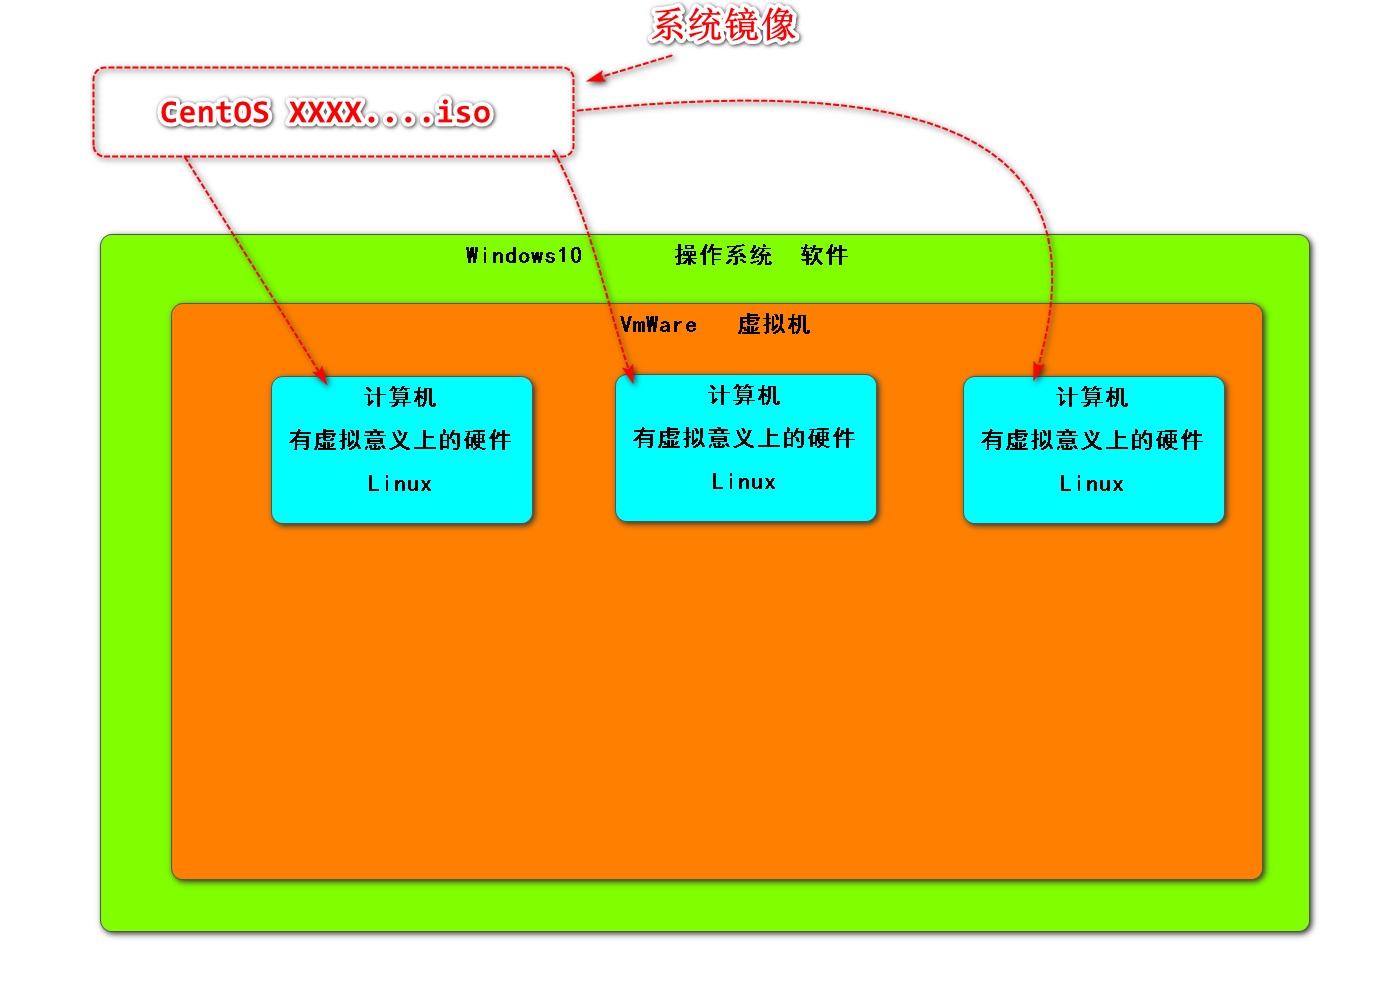 系统镜像
CentOS XXXX....iso
Windows10 操作系统 软件
VmWare 虚拟机
计算机
有虚拟意义上的硬件
Linux
计算机
有虚拟意义上的硬件
Linux
计算机
有虚拟意义上的硬件
Linux